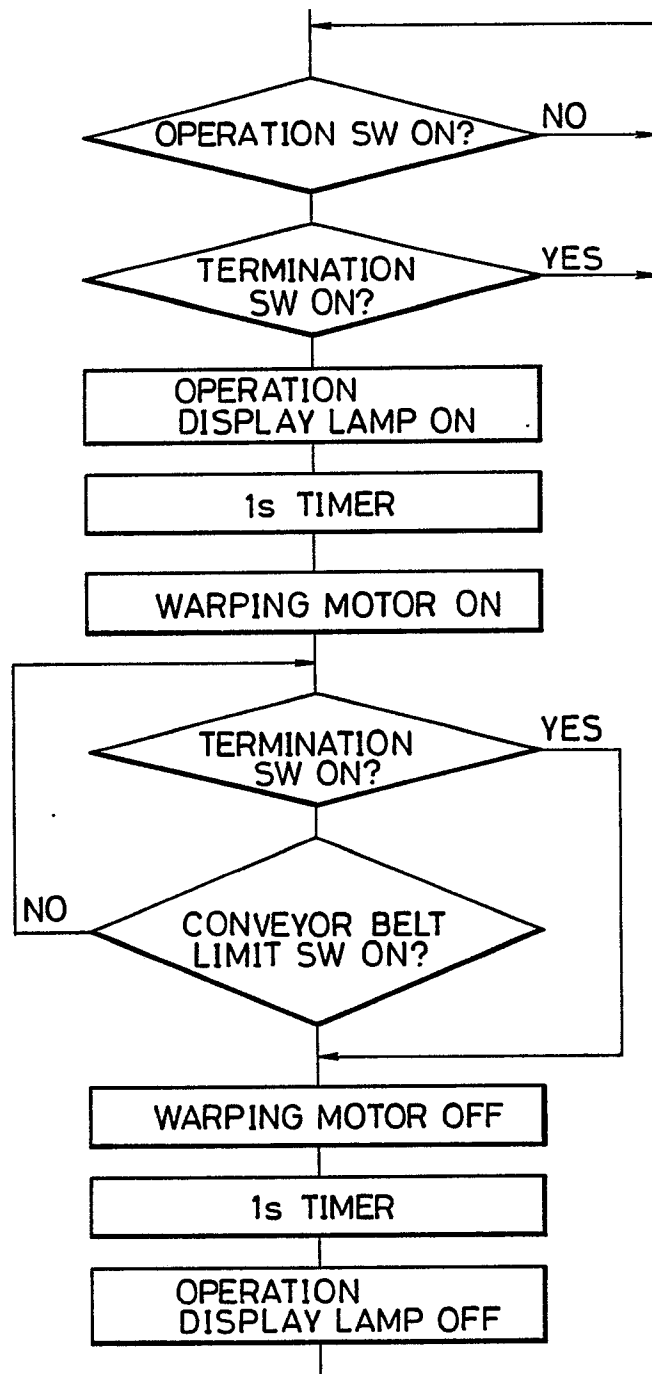 OPERATION SW ON?
NO
TERMINATION
SW ON?
YES
OPERATION
DISPLAY LAMP ON
1s TIMER
WARPING MOTOR ON
TERMINATION
SW ON?
YES
NO
CONVEYOR BELT
LIMIT SW ON?
WARPING MOTOR OFF
1s TIMER
OPERATION
DISPLAY LAMP OFF